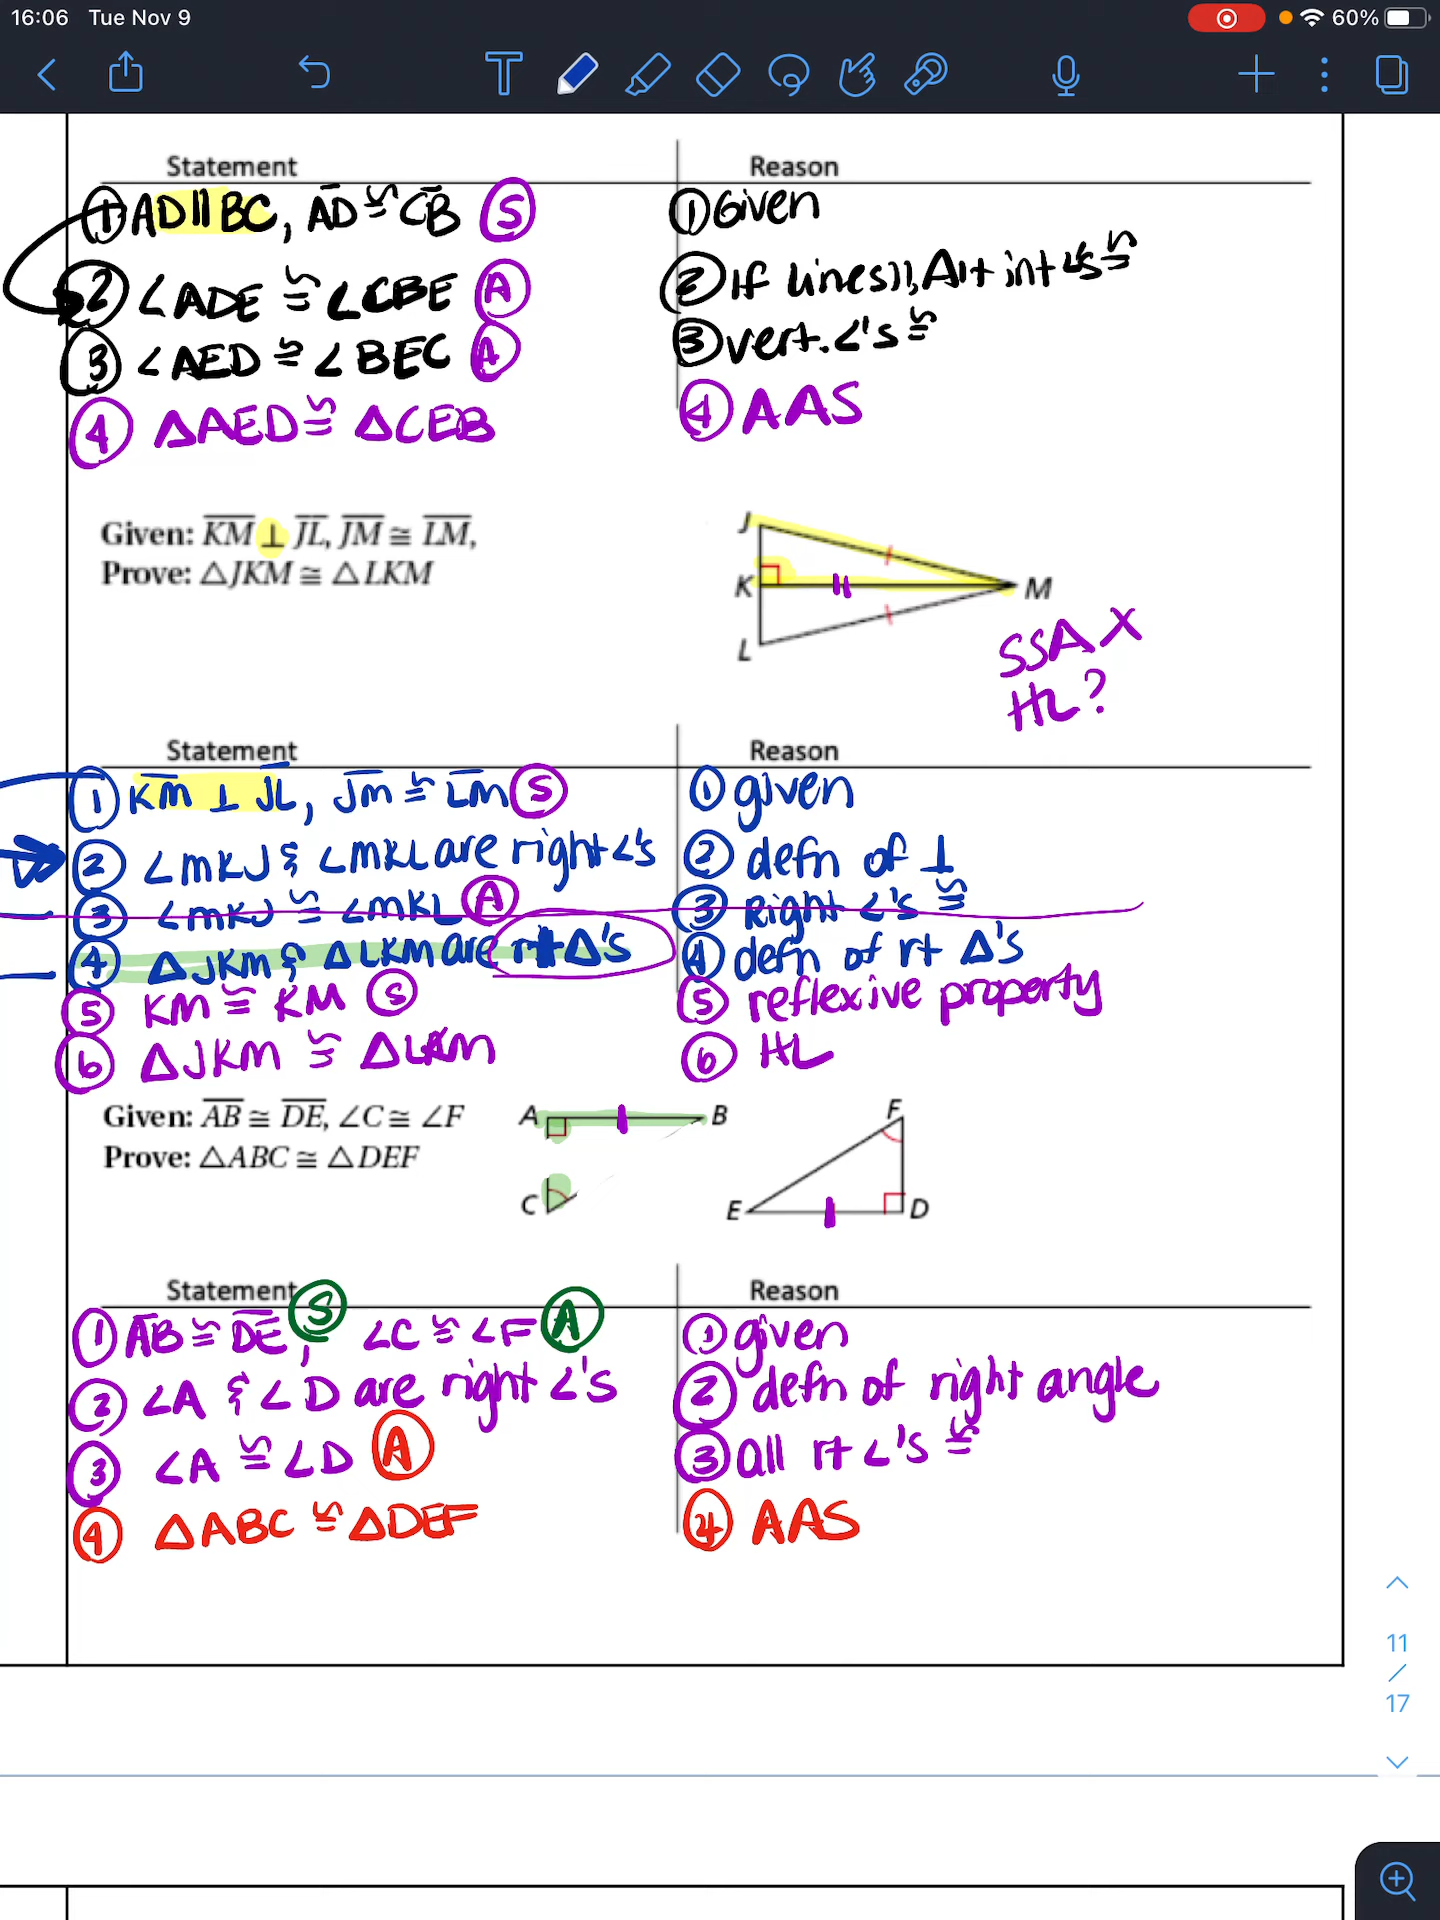 16:06 Tue Nov 9 60%
Statement Reason
① AD || BC, AD ≅ CB Ⓢ ① Given
② ∠ADE ≅ ∠CBE Ⓐ ② If lines ||, Alt int ∠'s ≅
③ ∠AED ≅ ∠BEC Ⓐ ③ vert. ∠'s ≅
④ △AED ≅ △CEB ④ AAS
Given: KM ⊥ JL, JM ≅ LM,
Prove: △JKM ≅ △LKM
J
K M
L
SSA X
HL?
Statement Reason
① KM ⊥ JL, JM ≅ LM Ⓢ ① given
② ∠MKJ & ∠MKL are right ∠'s ② defn of ⊥
③ ∠MKJ ≅ ∠MKL Ⓐ ③ Right ∠'s ≅
④ △JKM & △LKM are rt △'s ④ defn of rt △'s
⑤ KM ≅ KM Ⓢ ⑤ reflexive property
⑥ △JKM ≅ △LKM ⑥ HL
Given: AB ≅ DE, ∠C ≅ ∠F
Prove: △ABC ≅ △DEF
A B F
C E D
Statement Reason
① AB ≅ DE, Ⓢ ∠C ≅ ∠F Ⓐ ① given
② ∠A & ∠D are right ∠'s ② defn of right angle
③ ∠A ≅ ∠D Ⓐ ③ all rt ∠'s ≅
④ △ABC ≅ △DEF ④ AAS
11
/
17